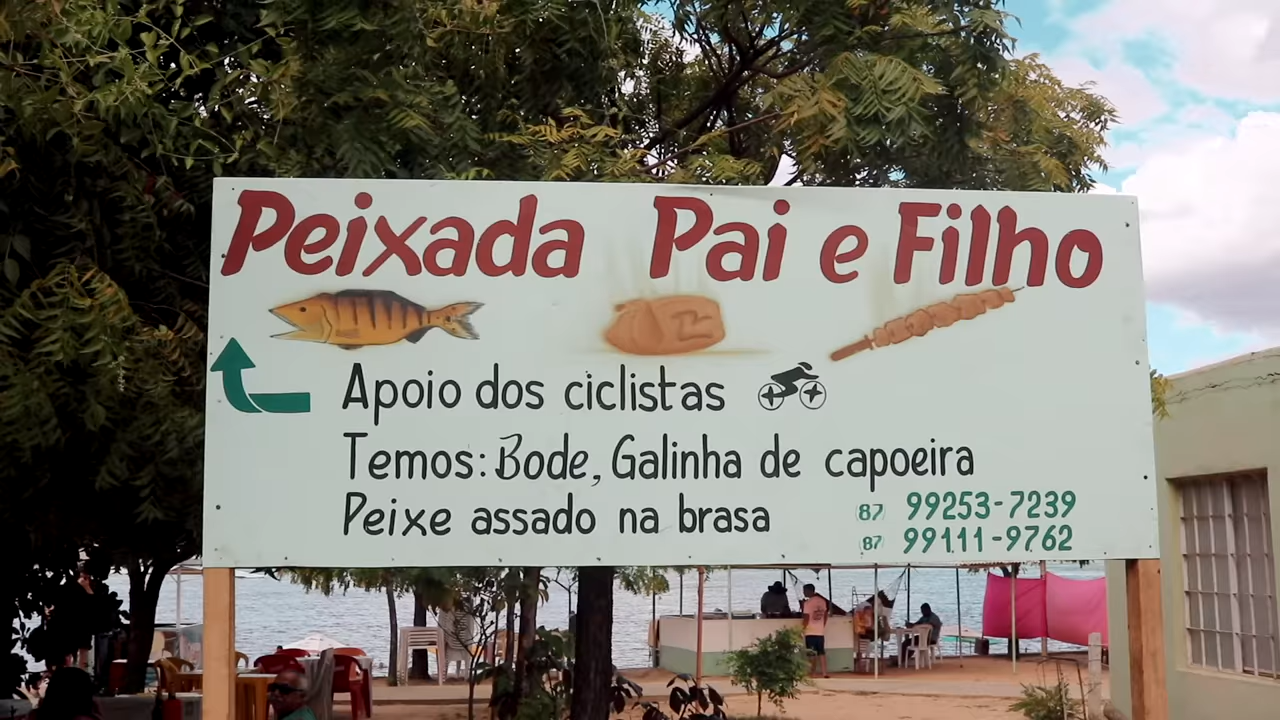 Peixada Pai e Filho
Apoio dos ciclistas
Temos: Bode, Galinha de capoeira
Peixe assado na brasa
(87) 99253-7239
(87) 99111-9762